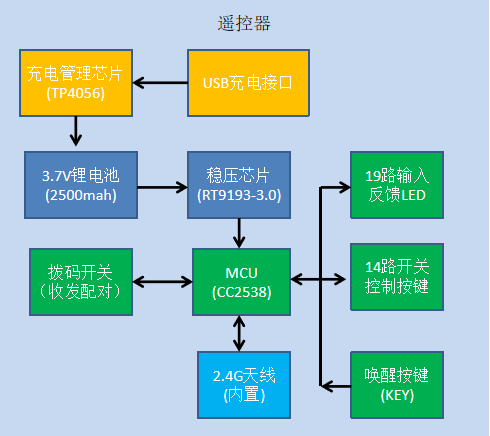 遥控器
充电管理芯片
(TP4056)
USB充电接口
3.7V锂电池
(2500mah)
稳压芯片
(RT9193-3.0)
19路输入
反馈LED
拨码开关
（收发配对）
MCU
(CC2538)
14路开关
控制按键
2.4G天线
(内置)
唤醒按键
(KEY)